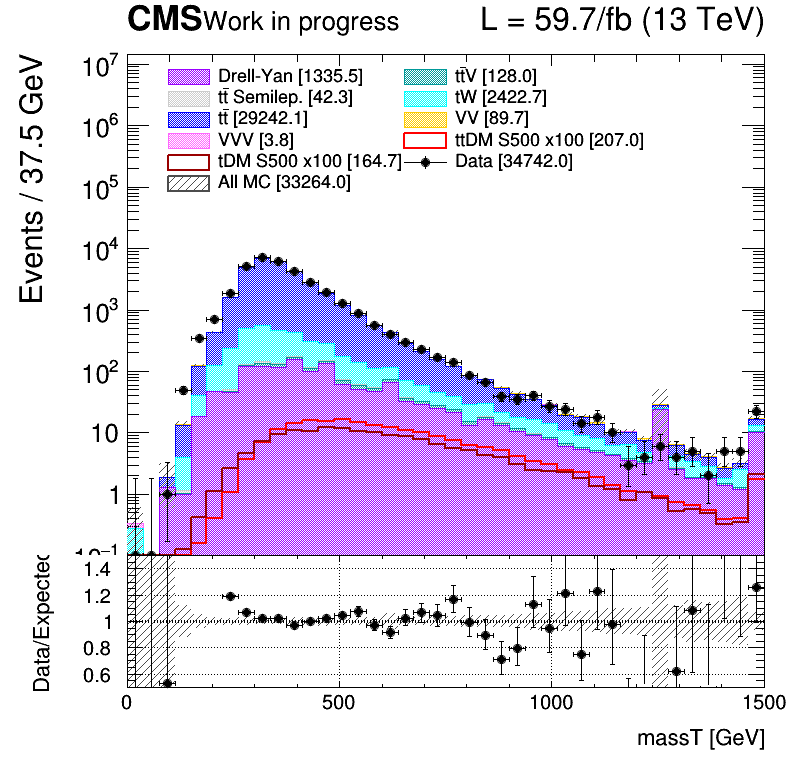 CMS Work in progress L = 59.7/fb (13 TeV)
Events / 37.5 GeV
10⁷
10⁶
10⁵
10⁴
10³
10²
10
1
10⁻¹
Drell-Yan [1335.5] tt̄V [128.0]
tt̄ Semilep. [42.3] tW [2422.7]
tt̄ [29242.1] VV [89.7]
VVV [3.8] ttDM S500 x100 [207.0]
tDM S500 x100 [164.7] Data [34742.0]
All MC [33264.0]
Data/Expected
1.4
1.2
1
0.8
0.6
0 500 1000 1500
massT [GeV]